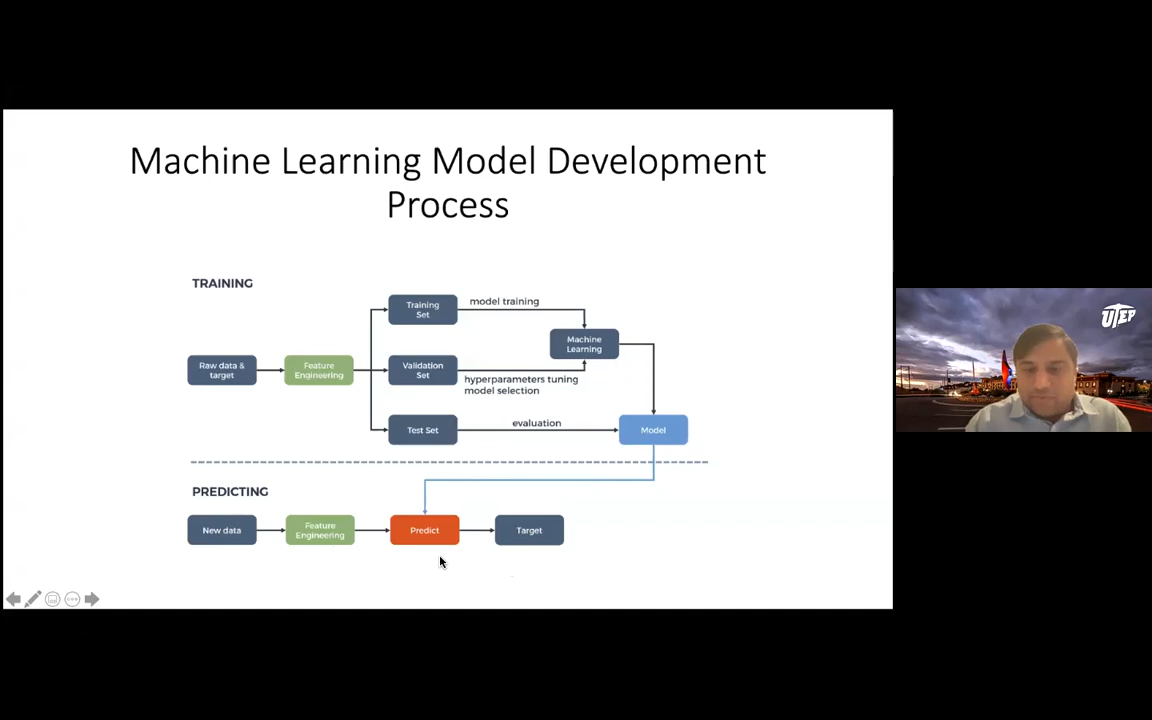 Machine Learning Model Development
Process
TRAINING
Training
Set
model training
Machine
Learning
Raw data &
target
Feature
Engineering
Validation
Set
hyperparameters tuning
model selection
Test Set
evaluation
Model
PREDICTING
New data
Feature
Engineering
Predict
Target
UTEP